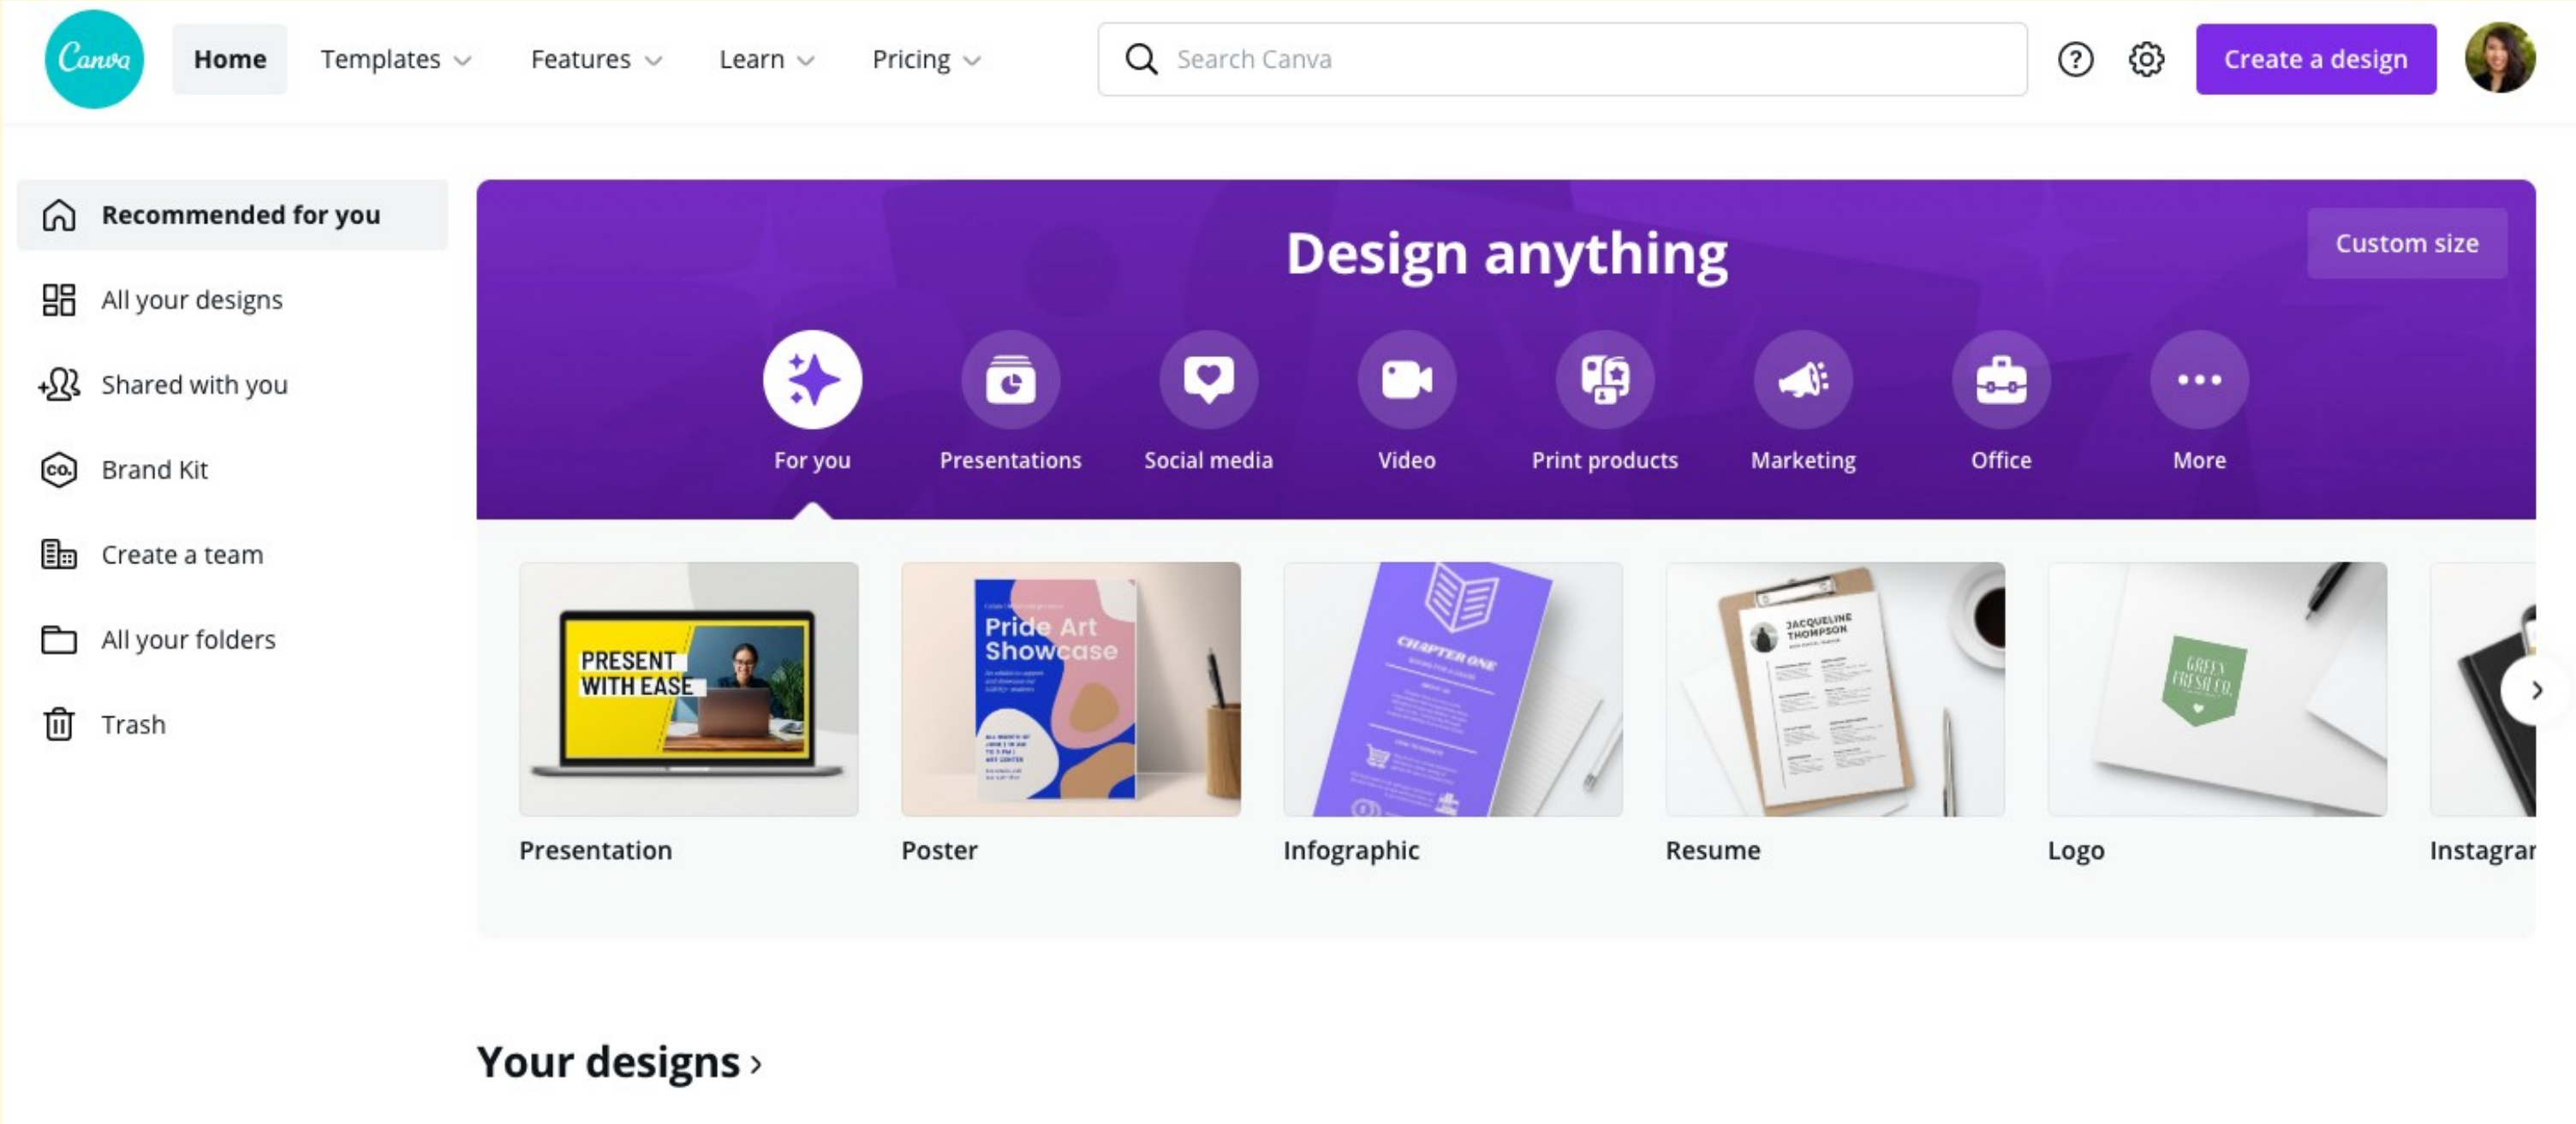 Canva
Home
Templates
Features
Learn
Pricing
Search Canva
?
Create a design
Recommended for you
All your designs
Shared with you
CO.
Brand Kit
Create a team
All your folders
Trash
Design anything
Custom size
For you
Presentations
Social media
Video
Print products
Marketing
Office
More
PRESENT
WITH EASE
Pride Art
Showcase
CHAPTER ONE
JACQUELINE
THOMPSON
GREEN
FRESH CO.
Presentation
Poster
Infographic
Resume
Logo
Instagra
Your designs